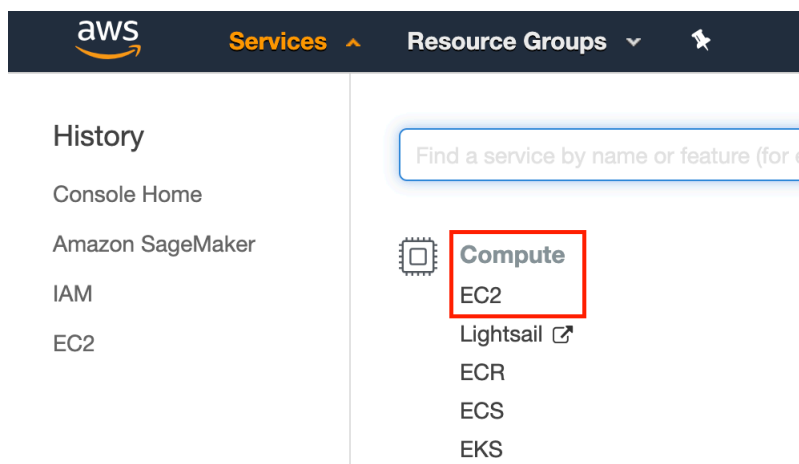 aws
Services
Resource Groups
History
Console Home
Amazon SageMaker
IAM
EC2
Find a service by name or feature (for
Compute
EC2
Lightsail
ECR
ECS
EKS